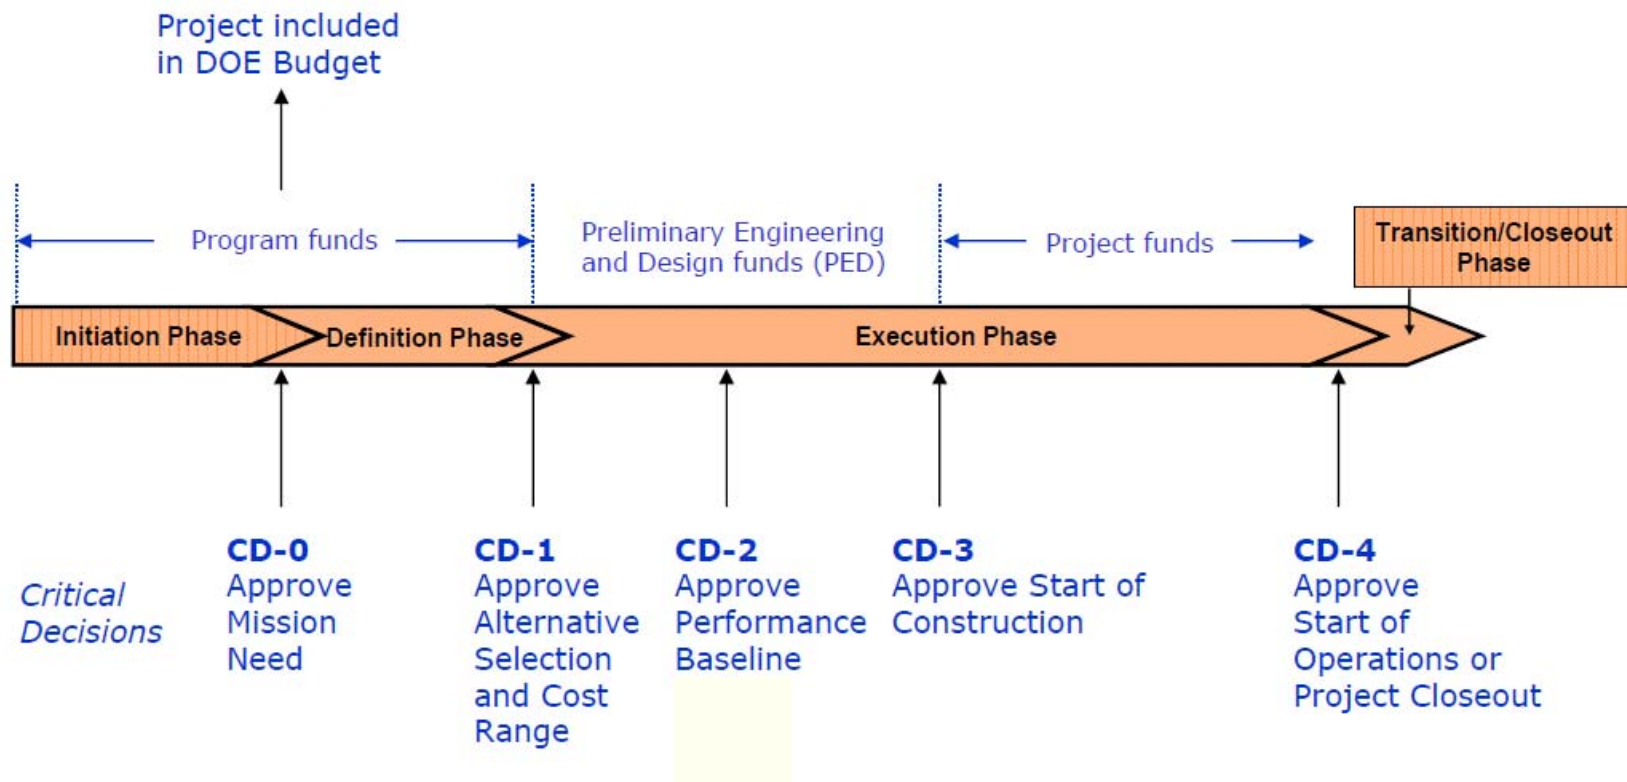 Project included
in DOE Budget
Program funds
Preliminary Engineering
and Design funds (PED)
Project funds
Transition/Closeout
Phase
Initiation Phase
Definition Phase
Execution Phase
Critical
Decisions
CD-0
Approve
Mission
Need
CD-1
Approve
Alternative
Selection
and Cost
Range
CD-2
Approve
Performance
Baseline
CD-3
Approve Start of
Construction
CD-4
Approve
Start of
Operations or
Project Closeout